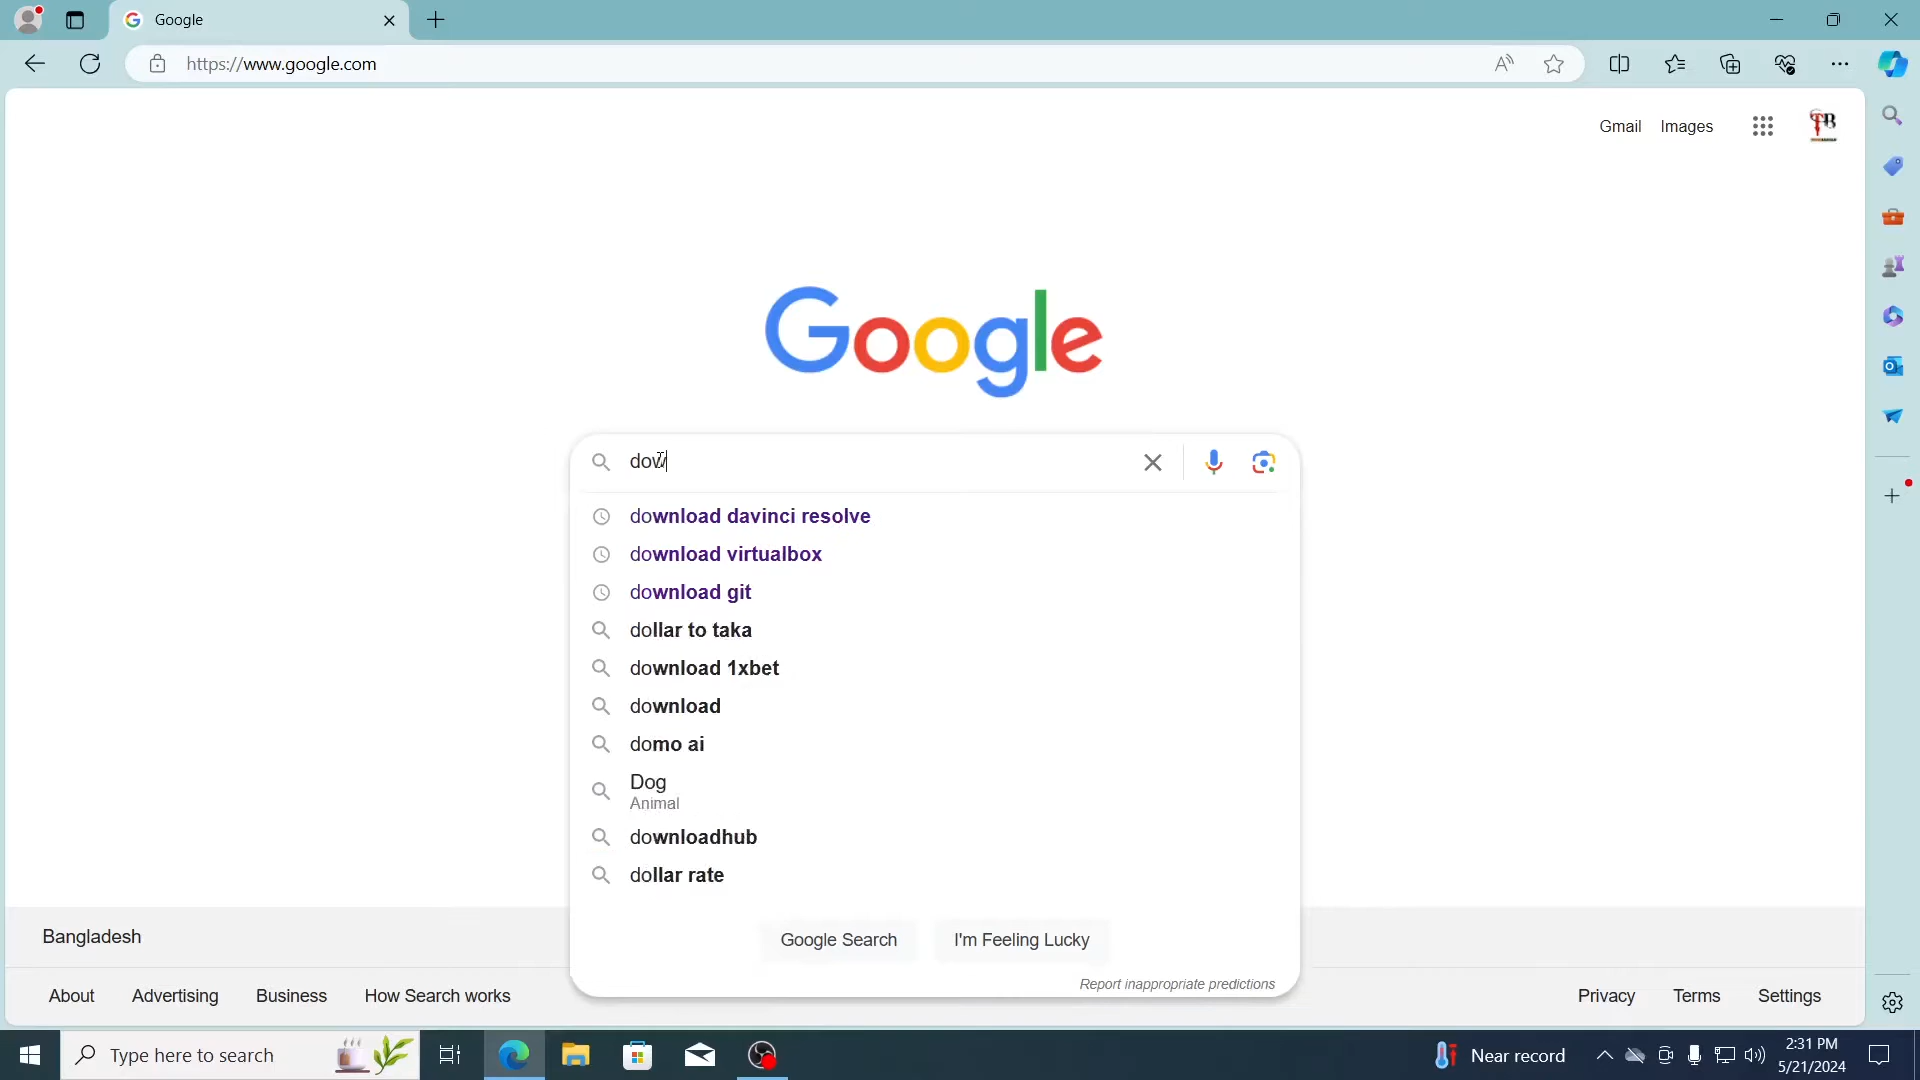 Google
https://www.google.com
Gmail
Images
Google
dow
download davinci resolve
download virtualbox
download git
dollar to taka
download 1xbet
download
domo ai
Dog
Animal
downloadhub
dollar rate
Google Search
I'm Feeling Lucky
Report inappropriate predictions
Bangladesh
About
Advertising
Business
How Search works
Privacy
Terms
Settings
Type here to search
Near record
2:31 PM
5/21/2024